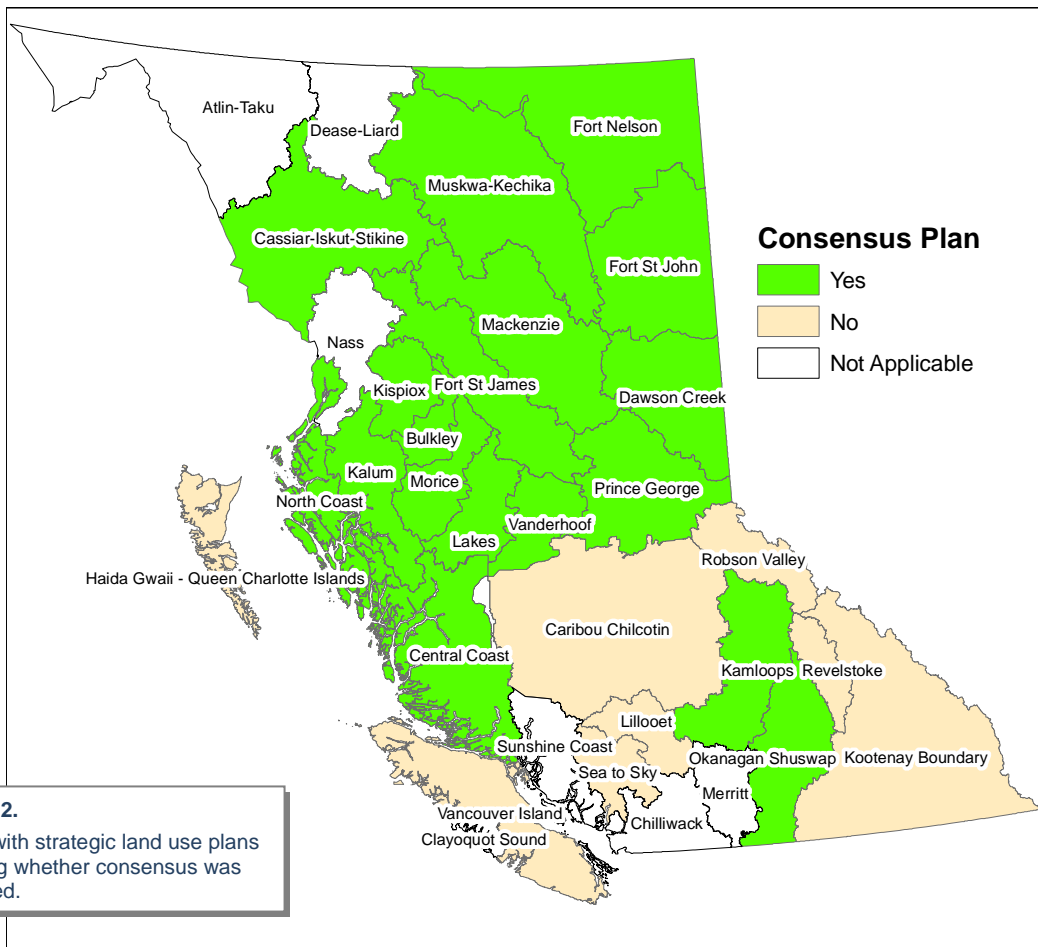 Atlin-Taku
Dease-Liard
Fort Nelson
Muskwa-Kechika
Cassiar-Iskut-Stikine
Consensus Plan
Yes
No
Not Applicable
Fort St John
Mackenzie
Nass
Kispiox
Fort St James
Dawson Creek
Bulkley
Kalum
Morice
Prince George
North Coast
Vanderhoof
Lakes
Robson Valley
Haida Gwaii - Queen Charlotte Islands
Caribou Chilcotin
Central Coast
Kamloops
Revelstoke
Lillooet
Sunshine Coast
Okanagan Shuswap
Kootenay Boundary
Sea to Sky
Merritt
Vancouver Island
Chilliwack
Clayoquot Sound
2.
with strategic land use plans
whether consensus was